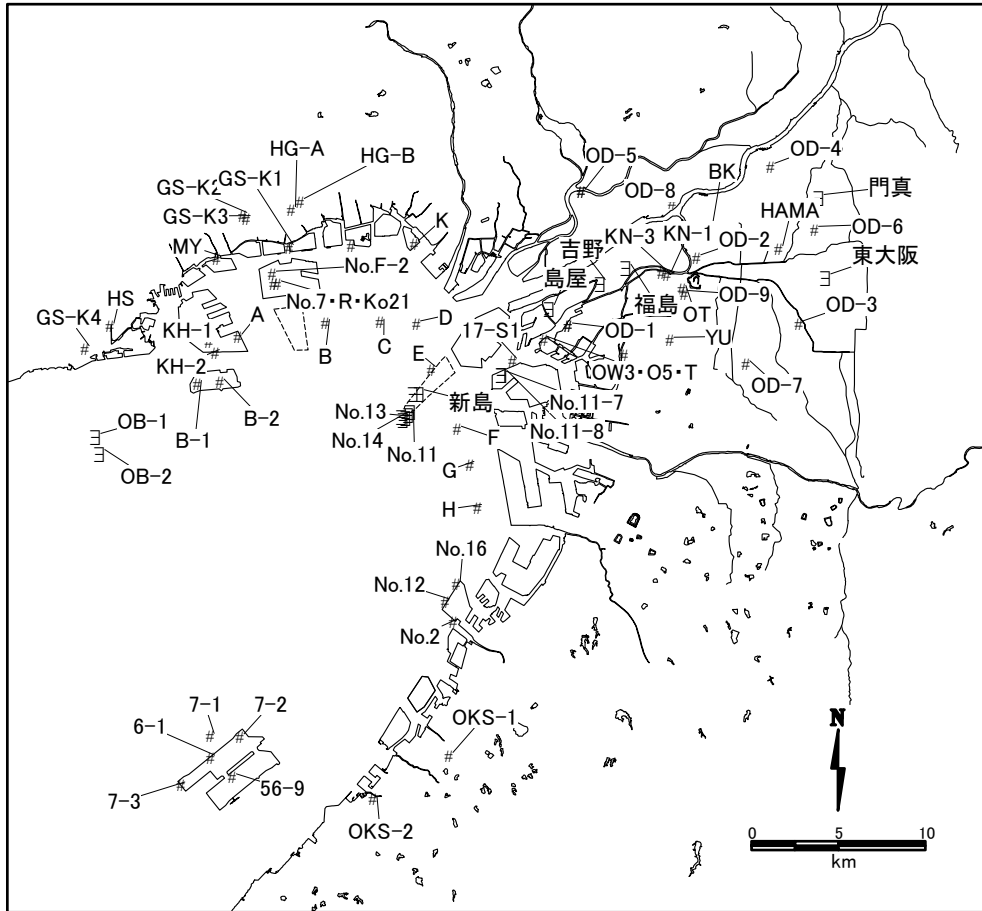 HG-A
HG-B
GS-K1
GS-K2
GS-K3
MY
K
OD-5
OD-8
BK
OD-4
門真
HAMA
OD-6
KN-3
KN-1
OD-2
東大阪
吉野
島屋
福島
OD-9
OT
OD-3
No.F-2
No.7・R・Ko21
HS
GS-K4
KH-1
A
KH-2
B
C
D
17-S1
OD-1
YU
E
OW3・O5・T
OD-7
B-2
B-1
OB-1
OB-2
新島
No.13
No.14
No.11
No.11-7
No.11-8
F
G
H
No.16
No.12
No.2
7-1
7-2
6-1
7-3
56-9
OKS-1
OKS-2
N
0 5 10
km